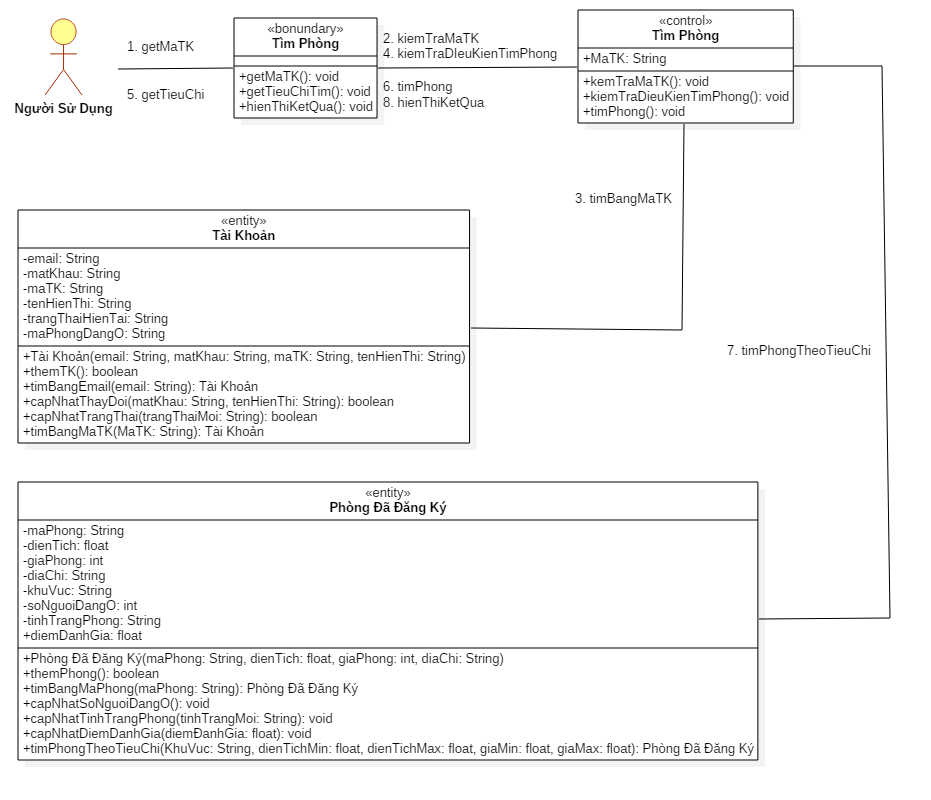 Người Sử Dụng
1. getMaTK
5. getTieuChi
«bonundary»
Tìm Phòng
+getMaTK(): void
+getTieuChiTim(): void
+hienThiKetQua(): void
2. kiemTraMaTK
4. kiemTraDIeuKienTimPhong
6. timPhong
8. hienThiKetQua
«control»
Tìm Phòng
+MaTK: String
+kemTraMaTK(): void
+kiemTraDieuKienTimPhong(): void
+timPhong(): void
3. timBangMaTK
«entity»
Tài Khoản
-email: String
-matKhau: String
-maTK: String
-tenHienThi: String
-trangThaiHienTai: String
-maPhongDangO: String
+Tài Khoản(email: String, matKhau: String, maTK: String, tenHienThi: String)
+themTK(): boolean
+timBangEmail(email: String): Tài Khoản
+capNhatThayDoi(matKhau: String, tenHienThi: String): boolean
+capNhatTrangThai(trangThaiMoi: String): boolean
+timBangMaTK(MaTK: String): Tài Khoản
7. timPhongTheoTieuChi
«entity»
Phòng Đã Đăng Ký
-maPhong: String
-dienTich: float
-giaPhong: int
-diaChi: String
-khuVuc: String
-soNguoiDangO: int
-tinhTrangPhong: String
+diemDanhGia: float
+Phòng Đã Đăng Ký(maPhong: String, dienTich: float, giaPhong: int, diaChi: String)
+themPhong(): boolean
+timBangMaPhong(maPhong: String): Phòng Đã Đăng Ký
+capNhatSoNguoiDangO(): void
+capNhatTinhTrangPhong(tinhTrangMoi: String): void
+capNhatDiemDanhGia(diemĐanhGia: float): void
+timPhongTheoTieuChi(KhuVuc: String, dienTichMin: float, dienTichMax: float, giaMin: float, giaMax: float): Phòng Đã Đăng Ký